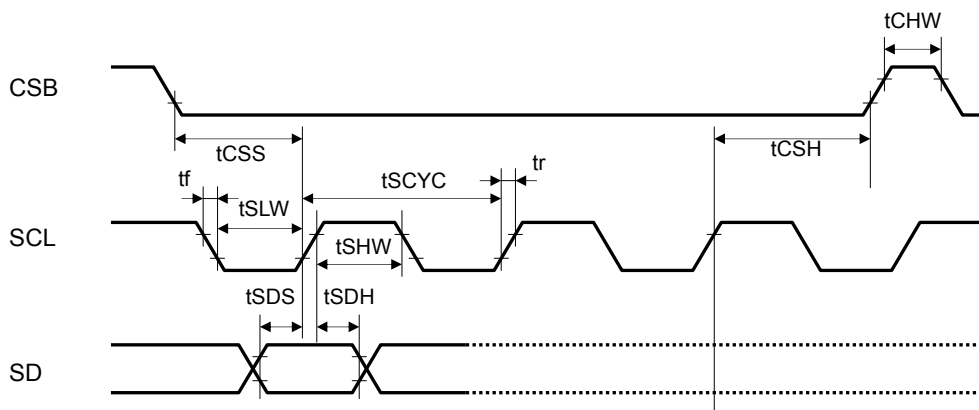 tCHW
CSB
tCSS
tCSH
tf
tSCYC
tr
tSLW
SCL
tSHW
tSDS
tSDH
SD